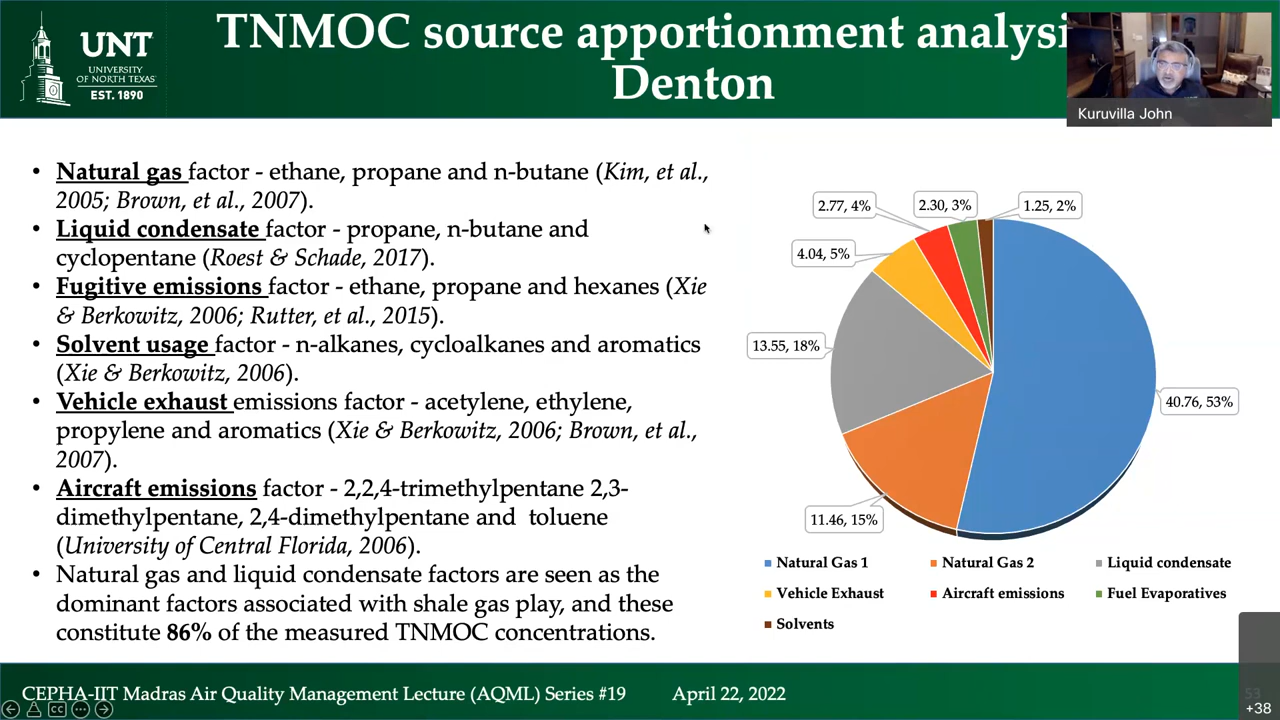 TNMOC source apportionment analysi
Denton
UNT
UNIVERSITY
OF NORTH TEXAS
EST. 1890
Kuruvilla John
• Natural gas factor - ethane, propane and n-butane (Kim, et al.,
2005; Brown, et al., 2007).
• Liquid condensate factor - propane, n-butane and
cyclopentane (Roest & Schade, 2017).
• Fugitive emissions factor - ethane, propane and hexanes (Xie
& Berkowitz, 2006; Rutter, et al., 2015).
• Solvent usage factor - n-alkanes, cycloalkanes and aromatics
(Xie & Berkowitz, 2006).
• Vehicle exhaust emissions factor - acetylene, ethylene,
propylene and aromatics (Xie & Berkowitz, 2006; Brown, et al.,
2007).
• Aircraft emissions factor - 2,2,4-trimethylpentane 2,3-
dimethylpentane, 2,4-dimethylpentane and toluene
(University of Central Florida, 2006).
• Natural gas and liquid condensate factors are seen as the
dominant factors associated with shale gas play, and these
constitute 86% of the measured TNMOC concentrations.
2.77, 4%
2.30, 3%
1.25, 2%
4.04, 5%
13.55, 18%
40.76, 53%
11.46, 15%
Natural Gas 1
Natural Gas 2
Liquid condensate
Vehicle Exhaust
Aircraft emissions
Fuel Evaporatives
Solvents
CEPHA-IIT Madras Air Quality Management Lecture (AQML) Series #19
April 22, 2022
53
+38